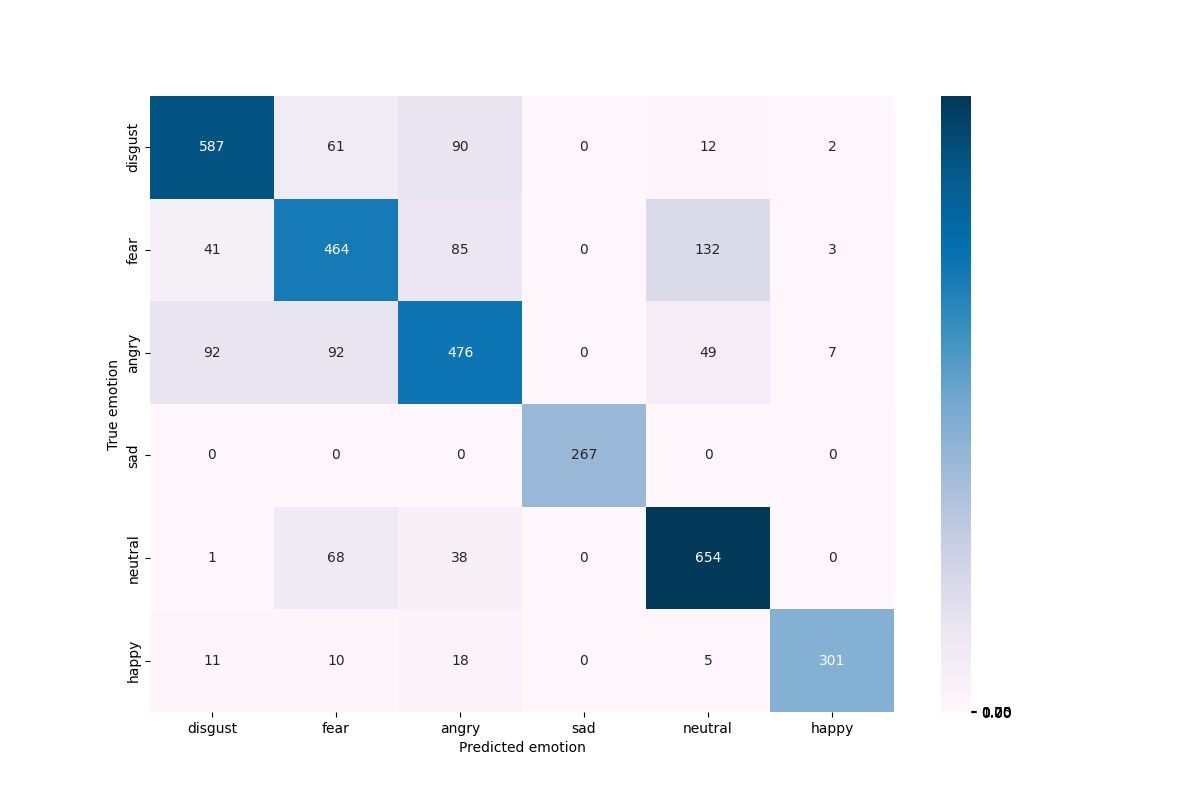 disgust 587 61 90 0 12 2
fear 41 464 85 0 132 3
angry 92 92 476 0 49 7
True emotion
sad 0 0 0 267 0 0
neutral 1 68 38 0 654 0
happy 11 10 18 0 5 301
disgust fear angry sad neutral happy
Predicted emotion